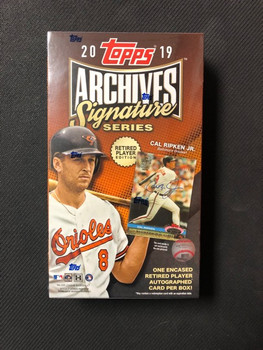 20 topps 19
ARCHIVES
Signature
SERIES
RETIRED
PLAYER
EDITION
CAL RIPKEN JR.
Orioles
8
ONE ENCASED
RETIRED PLAYER
AUTOGRAPHED
CARD PER BOX!